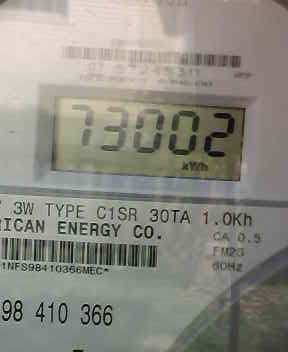 73002
kWh
3W TYPE C1SR 30TA 1.0Kh
RICAN ENERGY CO.
CA 0.5
FM2S
60Hz
1NFS98410366MEC*
98 410 366